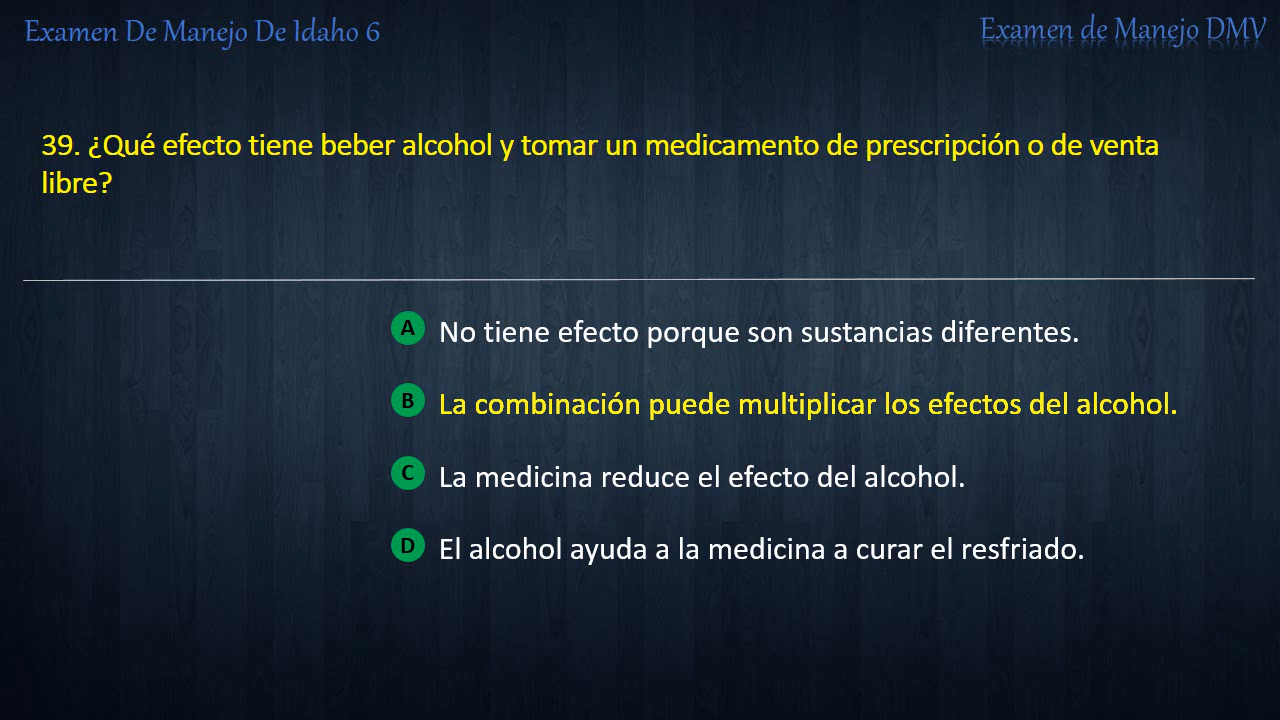 Examen De Manejo De Idaho 6
Examen de Manejo DMV
39. ¿Qué efecto tiene beber alcohol y tomar un medicamento de prescripción o de venta
libre?
A No tiene efecto porque son sustancias diferentes.
B La combinación puede multiplicar los efectos del alcohol.
C La medicina reduce el efecto del alcohol.
D El alcohol ayuda a la medicina a curar el resfriado.